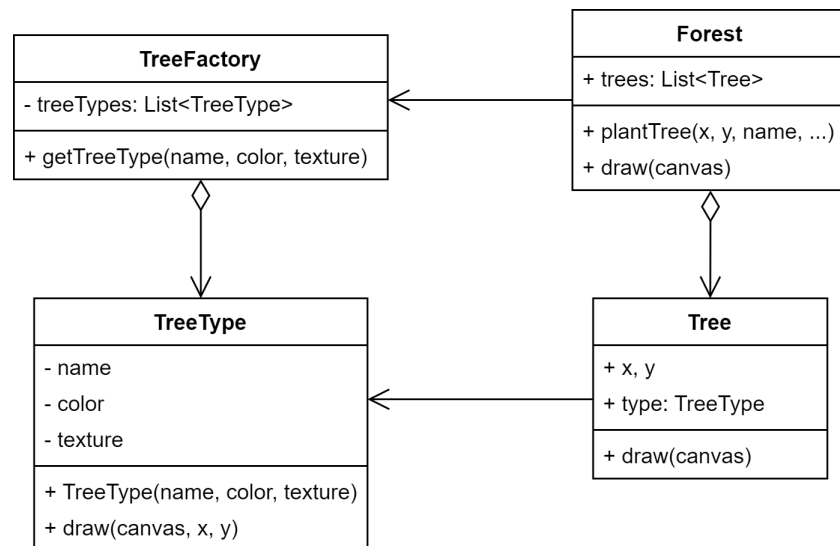 TreeFactory
- treeTypes: List<TreeType>
+ getTreeType(name, color, texture)
Forest
+ trees: List<Tree>
+ plantTree(x, y, name, ...)
+ draw(canvas)
TreeType
- name
- color
- texture
+ TreeType(name, color, texture)
+ draw(canvas, x, y)
Tree
+ x, y
+ type: TreeType
+ draw(canvas)